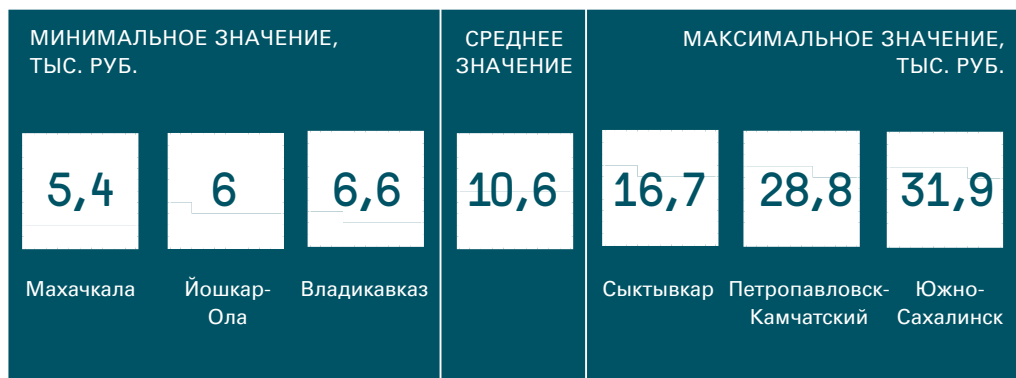 МИНИМАЛЬНОЕ ЗНАЧЕНИЕ,
ТЫС. РУБ.
5,4
6
6,6
Махачкала
Йошкар-
Ола
Владикавказ
СРЕДНЕЕ
ЗНАЧЕНИЕ
10,6
МАКСИМАЛЬНОЕ ЗНАЧЕНИЕ,
ТЫС. РУБ.
16,7
28,8
31,9
Сыктывкар
Петропавловск-
Камчатский
Южно-
Сахалинск